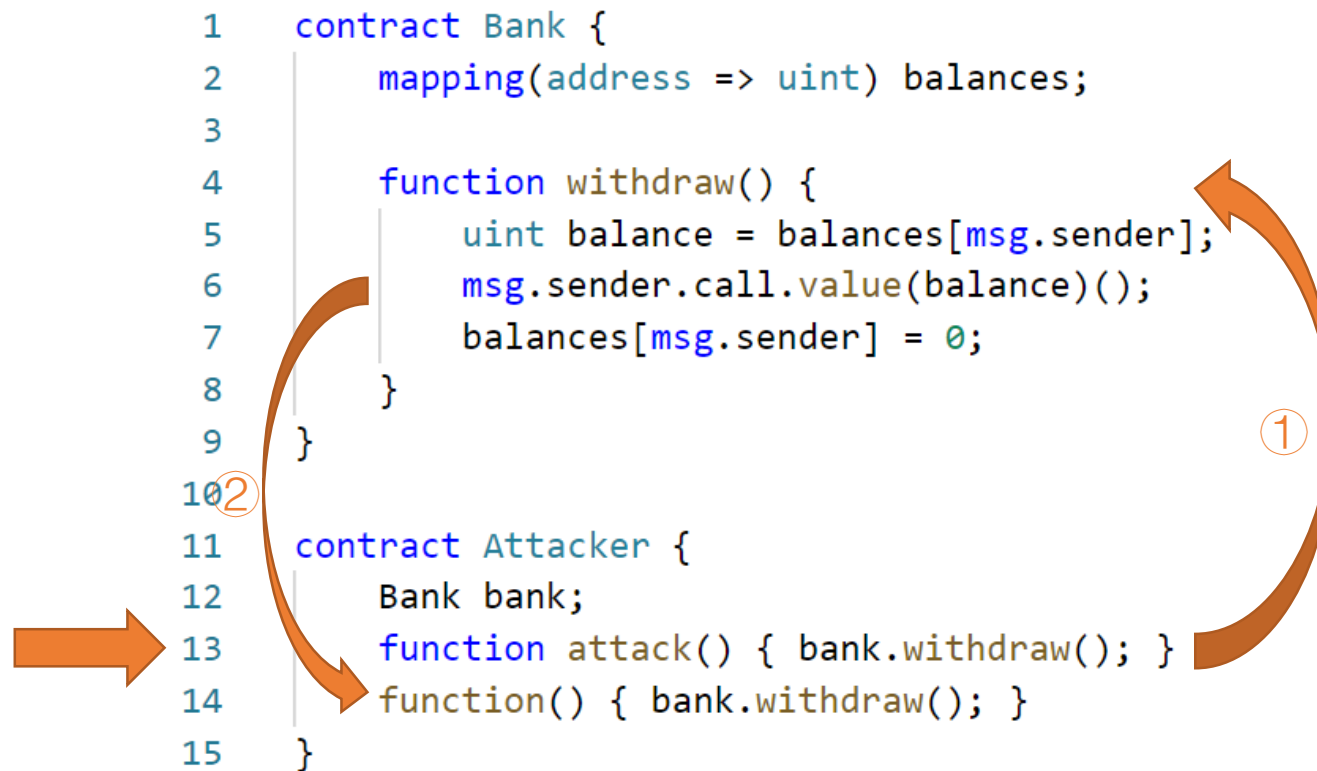 1 contract Bank {
2 mapping(address => uint) balances;
3
4 function withdraw() {
5 uint balance = balances[msg.sender];
6 msg.sender.call.value(balance)();
7 balances[msg.sender] = 0;
8 }
9 }
①
10 ②
11 contract Attacker {
12 Bank bank;
13 function attack() { bank.withdraw(); }
14 function() { bank.withdraw(); }
15 }